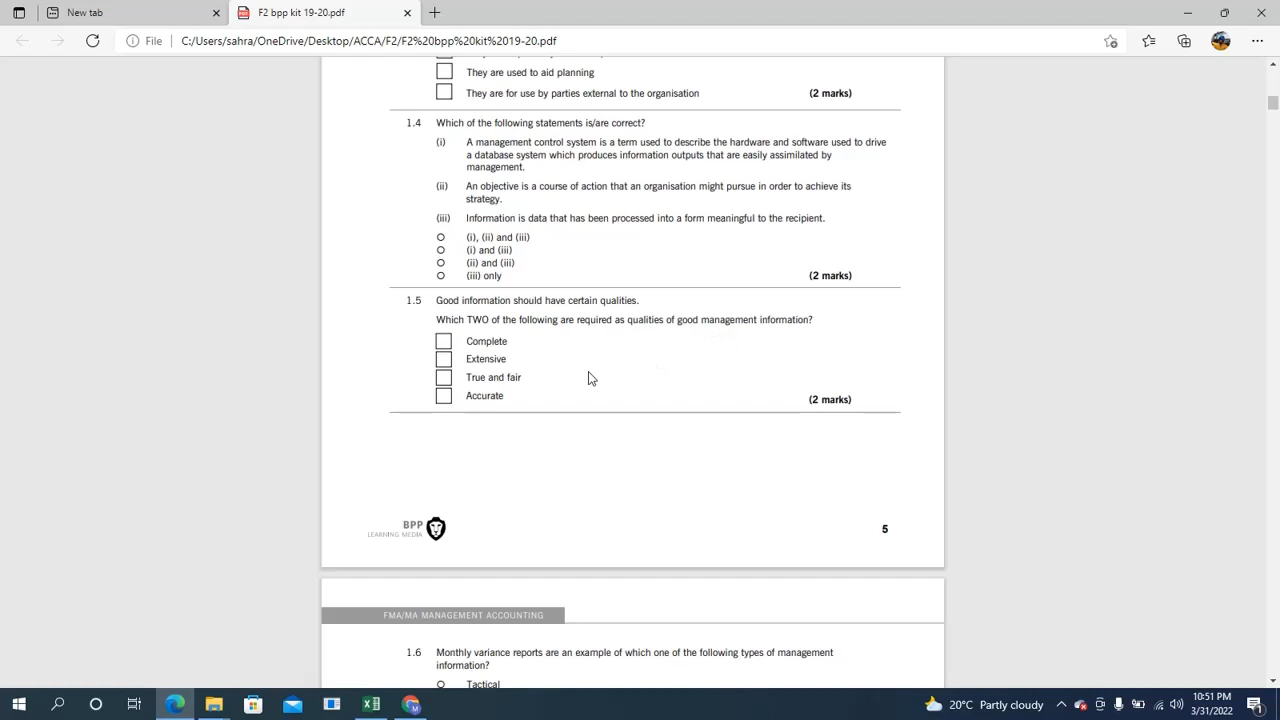 New tab
F2 bpp kit 19-20.pdf
File
C:/Users/sahra/OneDrive/Desktop/ACCA/F2/F2%20bpp%20kit%2019-20.pdf
They are used to aid planning
They are for use by parties external to the organisation (2 marks)
1.4 Which of the following statements is/are correct?
(i) A management control system is a term used to describe the hardware and software used to drive
a database system which produces information outputs that are easily assimilated by
management.
(ii) An objective is a course of action that an organisation might pursue in order to achieve its
strategy.
(iii) Information is data that has been processed into a form meaningful to the recipient.
(i), (ii) and (iii)
(i) and (iii)
(ii) and (iii)
(iii) only (2 marks)
1.5 Good information should have certain qualities.
Which TWO of the following are required as qualities of good management information?
Complete
Extensive
True and fair
Accurate (2 marks)
BPP
LEARNING MEDIA
5
FMA/MA MANAGEMENT ACCOUNTING
1.6 Monthly variance reports are an example of which one of the following types of management
information?
Tactical
20°C Partly cloudy
10:51 PM
3/31/2022